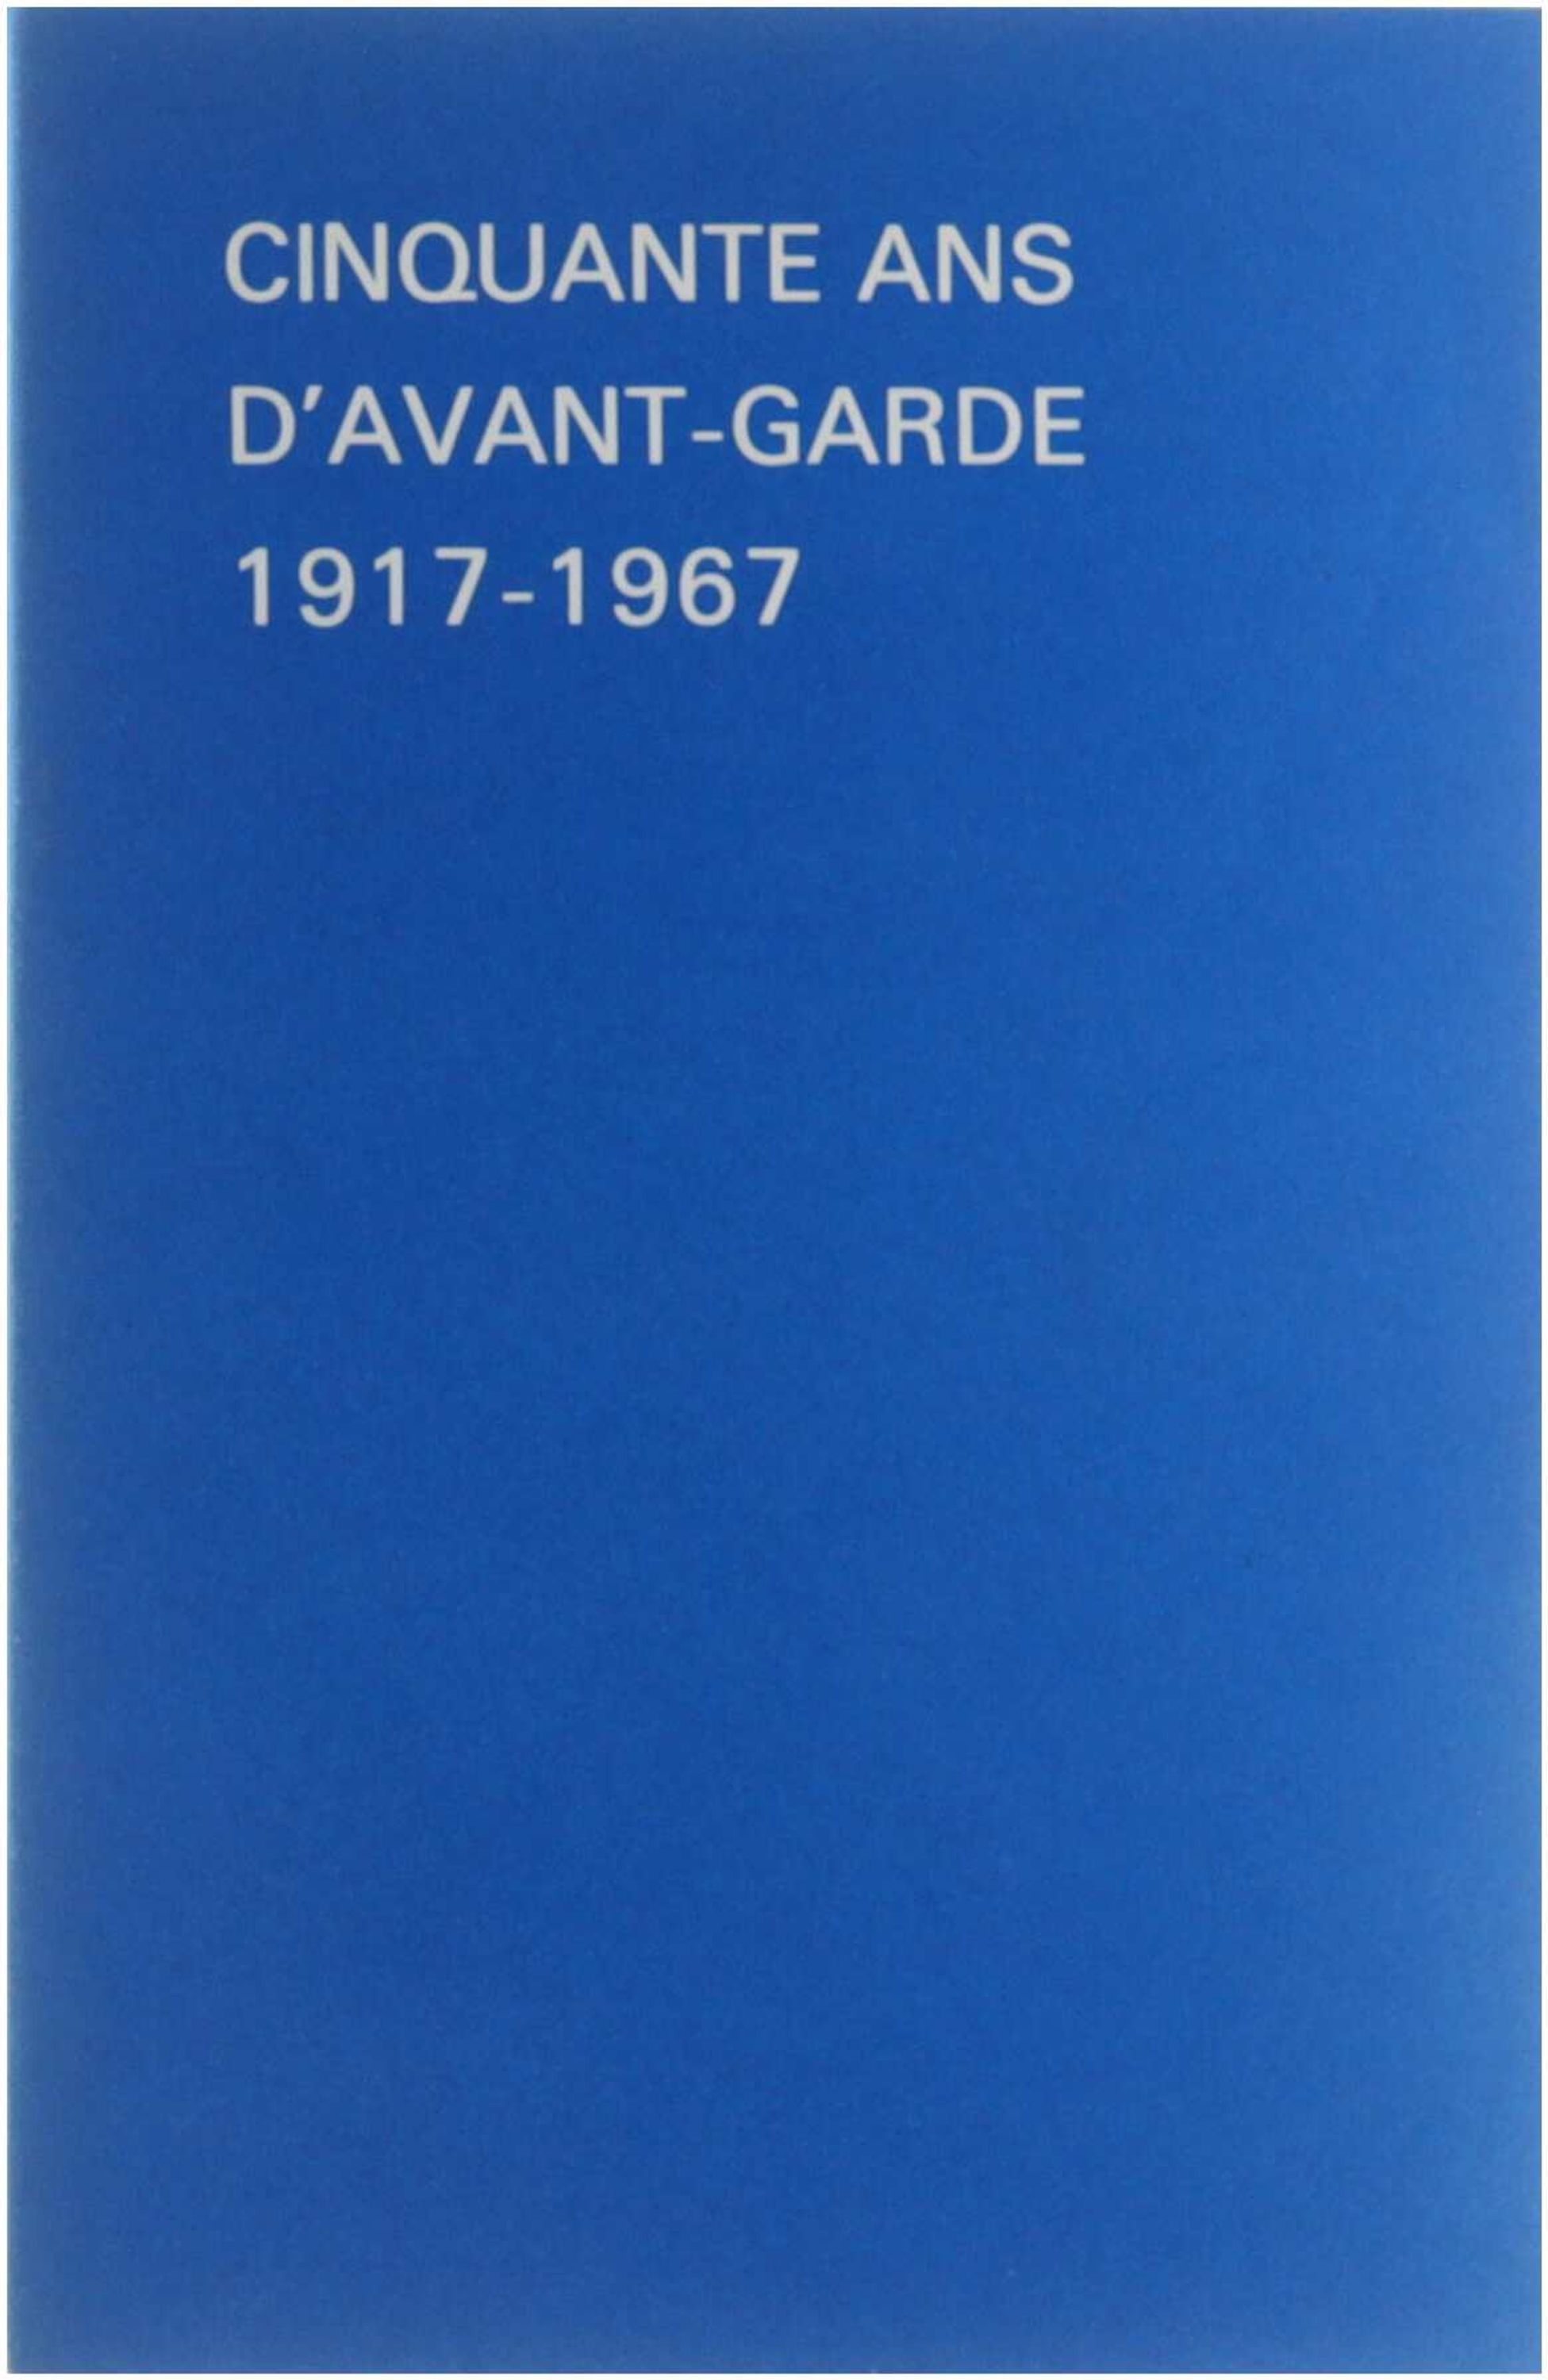 CINQUANTE ANS
D'AVANT-GARDE
1917-1967